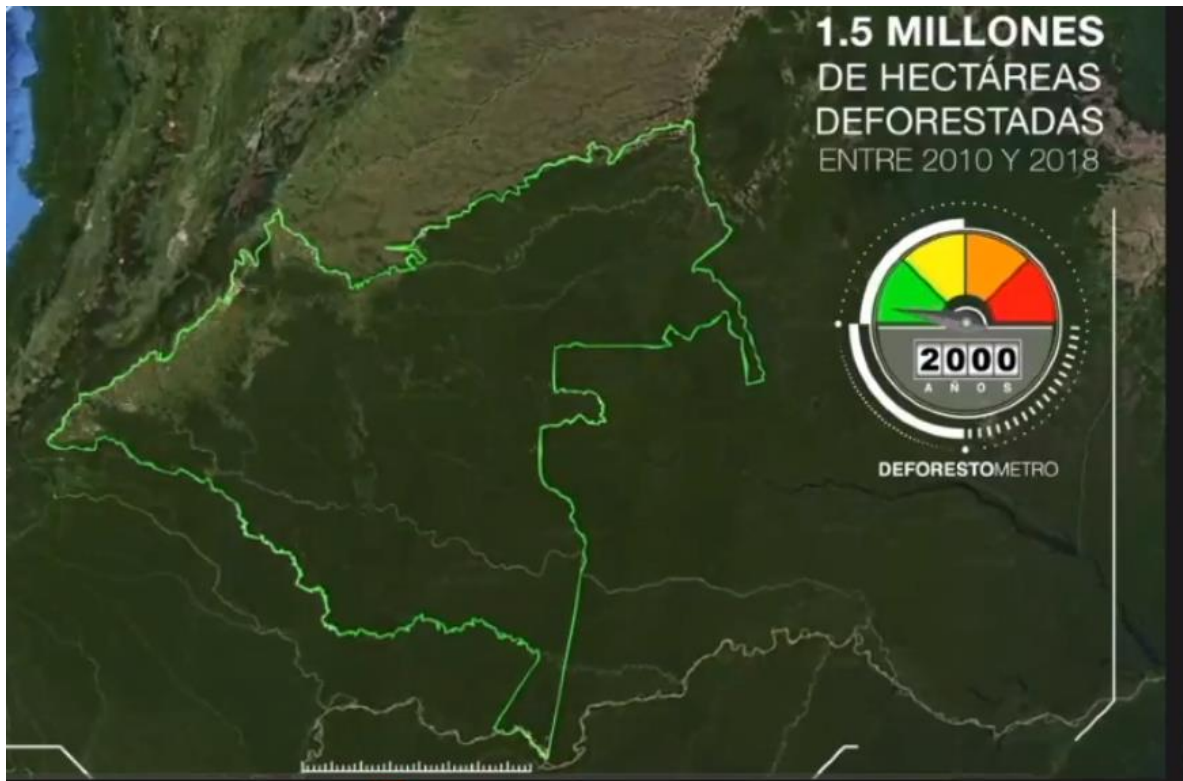 1.5 MILLONES
DE HECTÁREAS
DEFORESTADAS
ENTRE 2010 Y 2018
2000
AÑOS
DEFORESTOMETRO